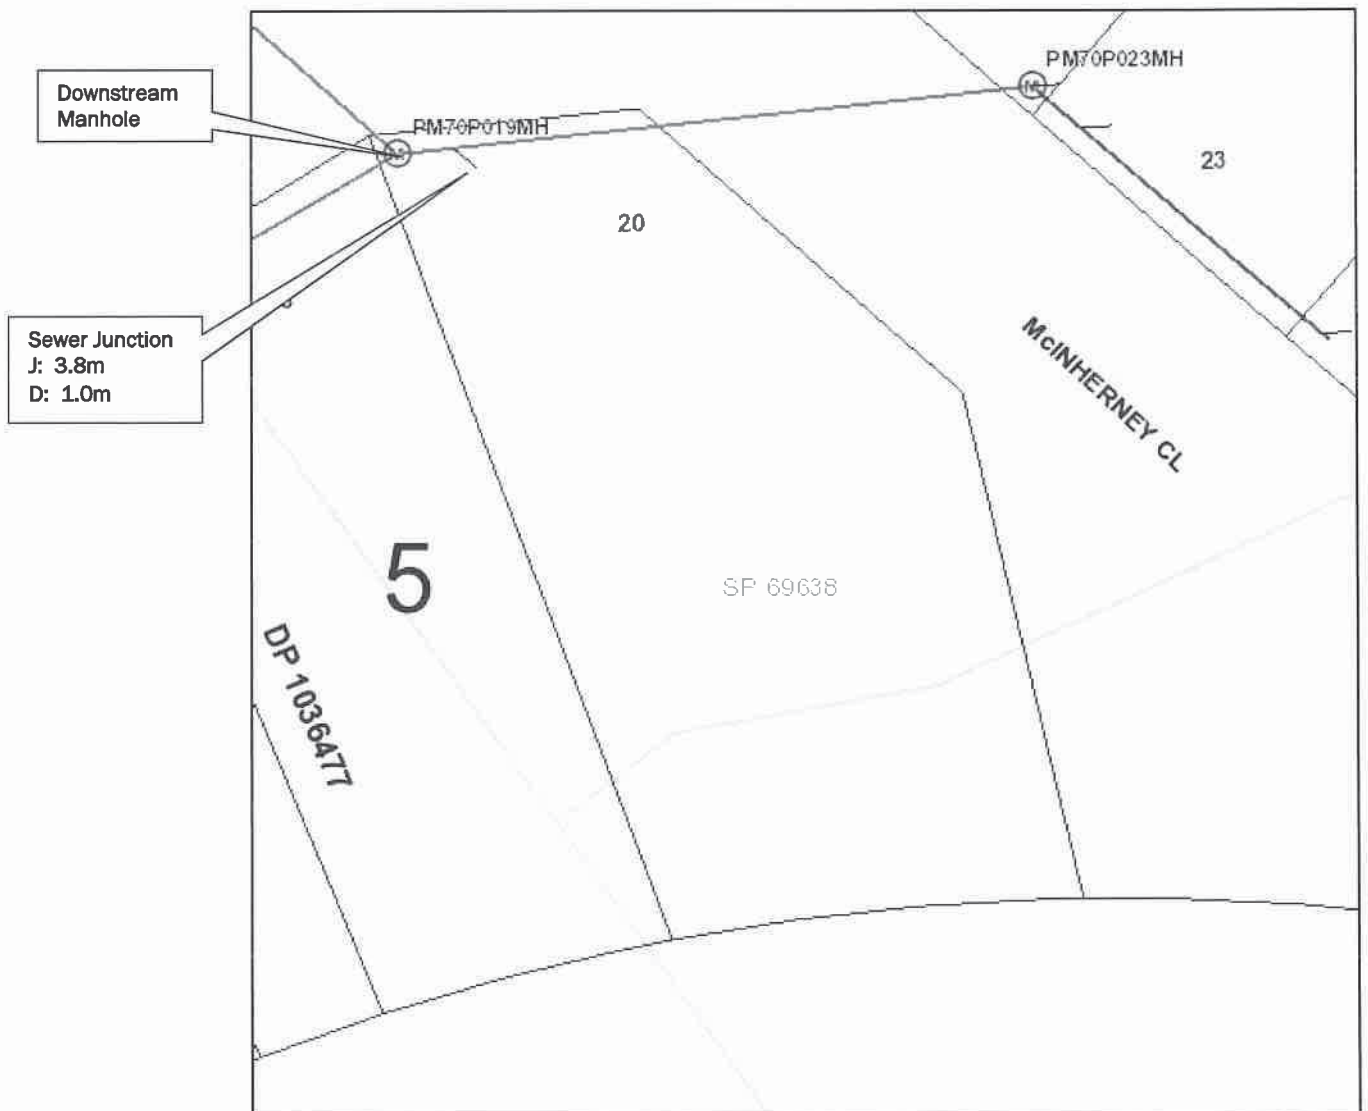 PM70P023MH
Downstream
Manhole
PM70P019MH
23
20
Sewer Junction
J: 3.8m
D: 1.0m
McINHERNEY CL
5
SP 69638
DP 1036477